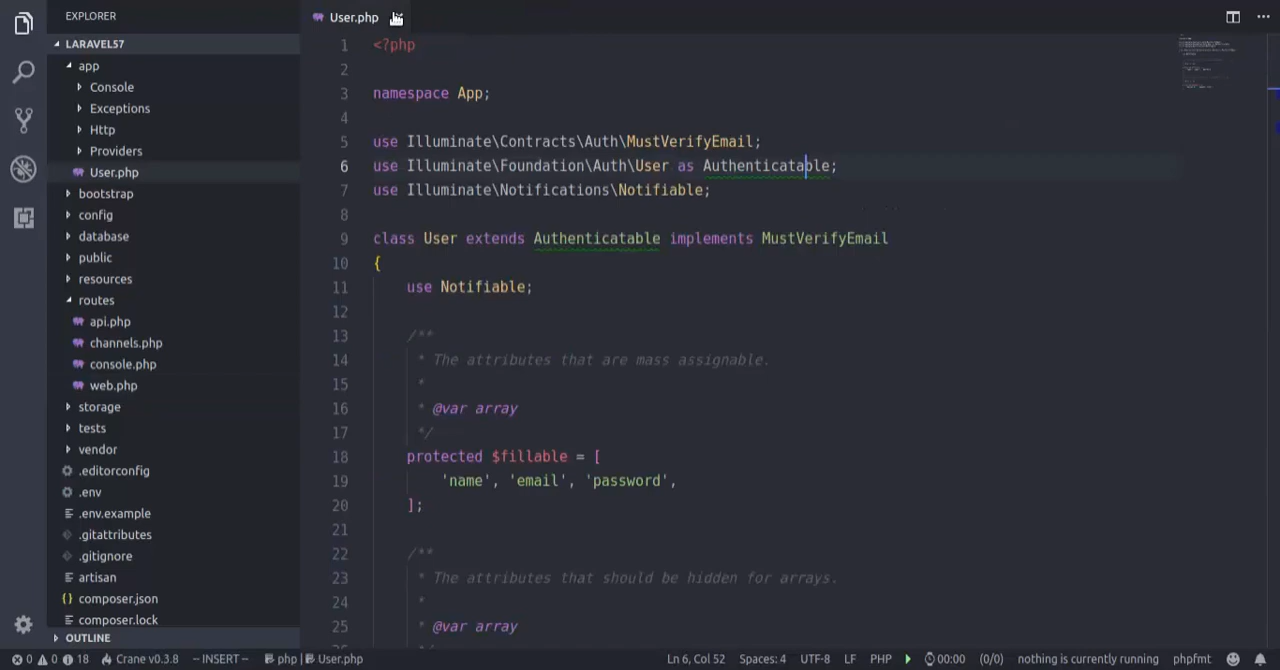 EXPLORER
LARAVEL57
app
Console
Exceptions
Http
Providers
User.php
bootstrap
config
database
public
resources
routes
api.php
channels.php
console.php
web.php
storage
tests
vendor
.editorconfig
.env
.env.example
.gitattributes
.gitignore
artisan
{} composer.json
composer.lock
OUTLINE
User.php
1 <?php
2
3 namespace App;
4
5 use Illuminate\Contracts\Auth\MustVerifyEmail;
6 use Illuminate\Foundation\Auth\User as Authenticatable;
7 use Illuminate\Notifications\Notifiable;
8
9 class User extends Authenticatable implements MustVerifyEmail
10 {
11 use Notifiable;
12
13 /**
14 * The attributes that are mass assignable.
15 *
16 * @var array
17 */
18 protected $fillable = [
19 'name', 'email', 'password',
20 ];
21
22 /**
23 * The attributes that should be hidden for arrays.
24 *
25 * @var array
0 0 18 Crane v0.3.8 -- INSERT -- php | User.php Ln 6, Col 52 Spaces: 4 UTF-8 LF PHP 00:00 (0/0) nothing is currently running phpfmt